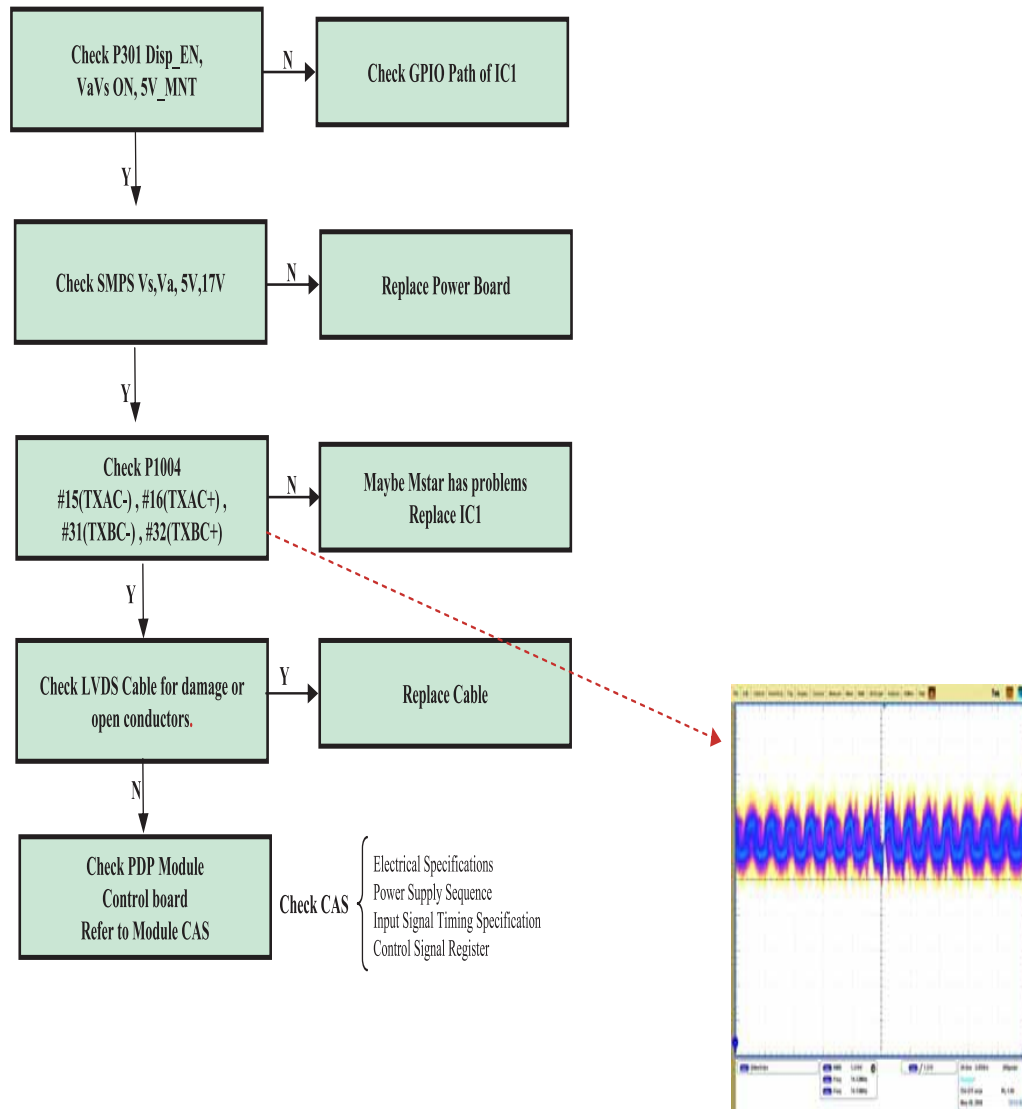 Check P301 Disp_EN,
VaVs ON, 5V_MNT
N
Check GPIO Path of IC1
Y
Check SMPS Vs,Va, 5V,17V
N
Replace Power Board
Y
Check P1004
#15(TXAC-) , #16(TXAC+) ,
#31(TXBC-) , #32(TXBC+)
N
Maybe Mstar has problems
Replace IC1
Y
Check LVDS Cable for damage or
open conductors.
Y
Replace Cable
N
Check PDP Module
Control board
Refer to Module CAS
Check CAS
Electrical Specifications
Power Supply Sequence
Input Signal Timing Specification
Control Signal Register